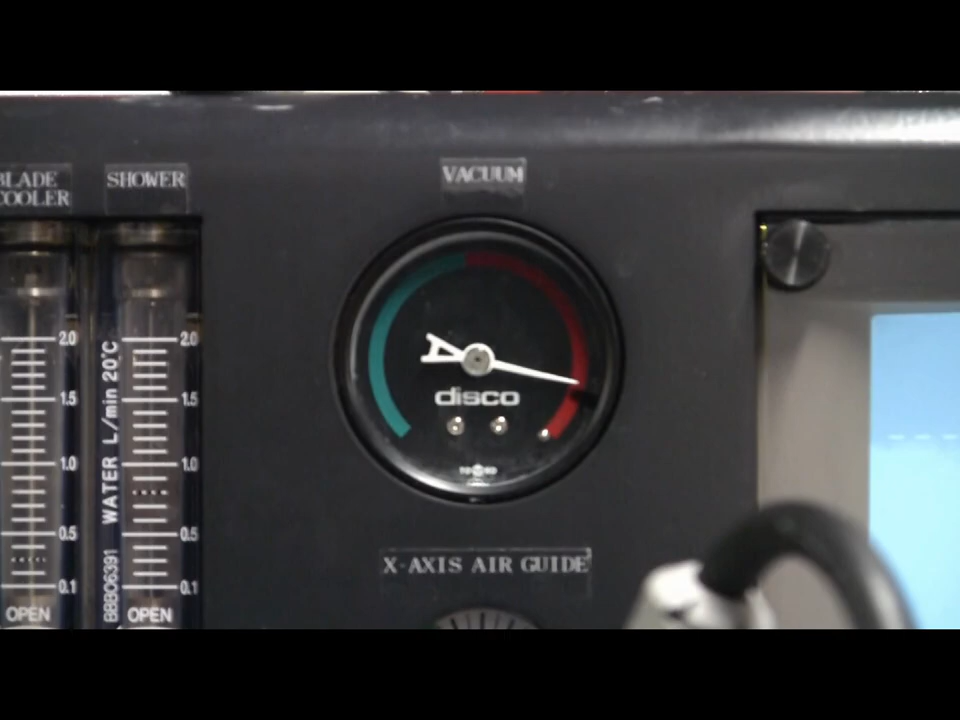 BLADE
COOLER
SHOWER
VACUUM
2.0
1.5
1.0
0.5
0.1
OPEN
BBBO6391 WATER L/min 20°C
2.0
1.5
1.0
0.5
0.1
OPEN
disco
X-AXIS AIR GUIDE